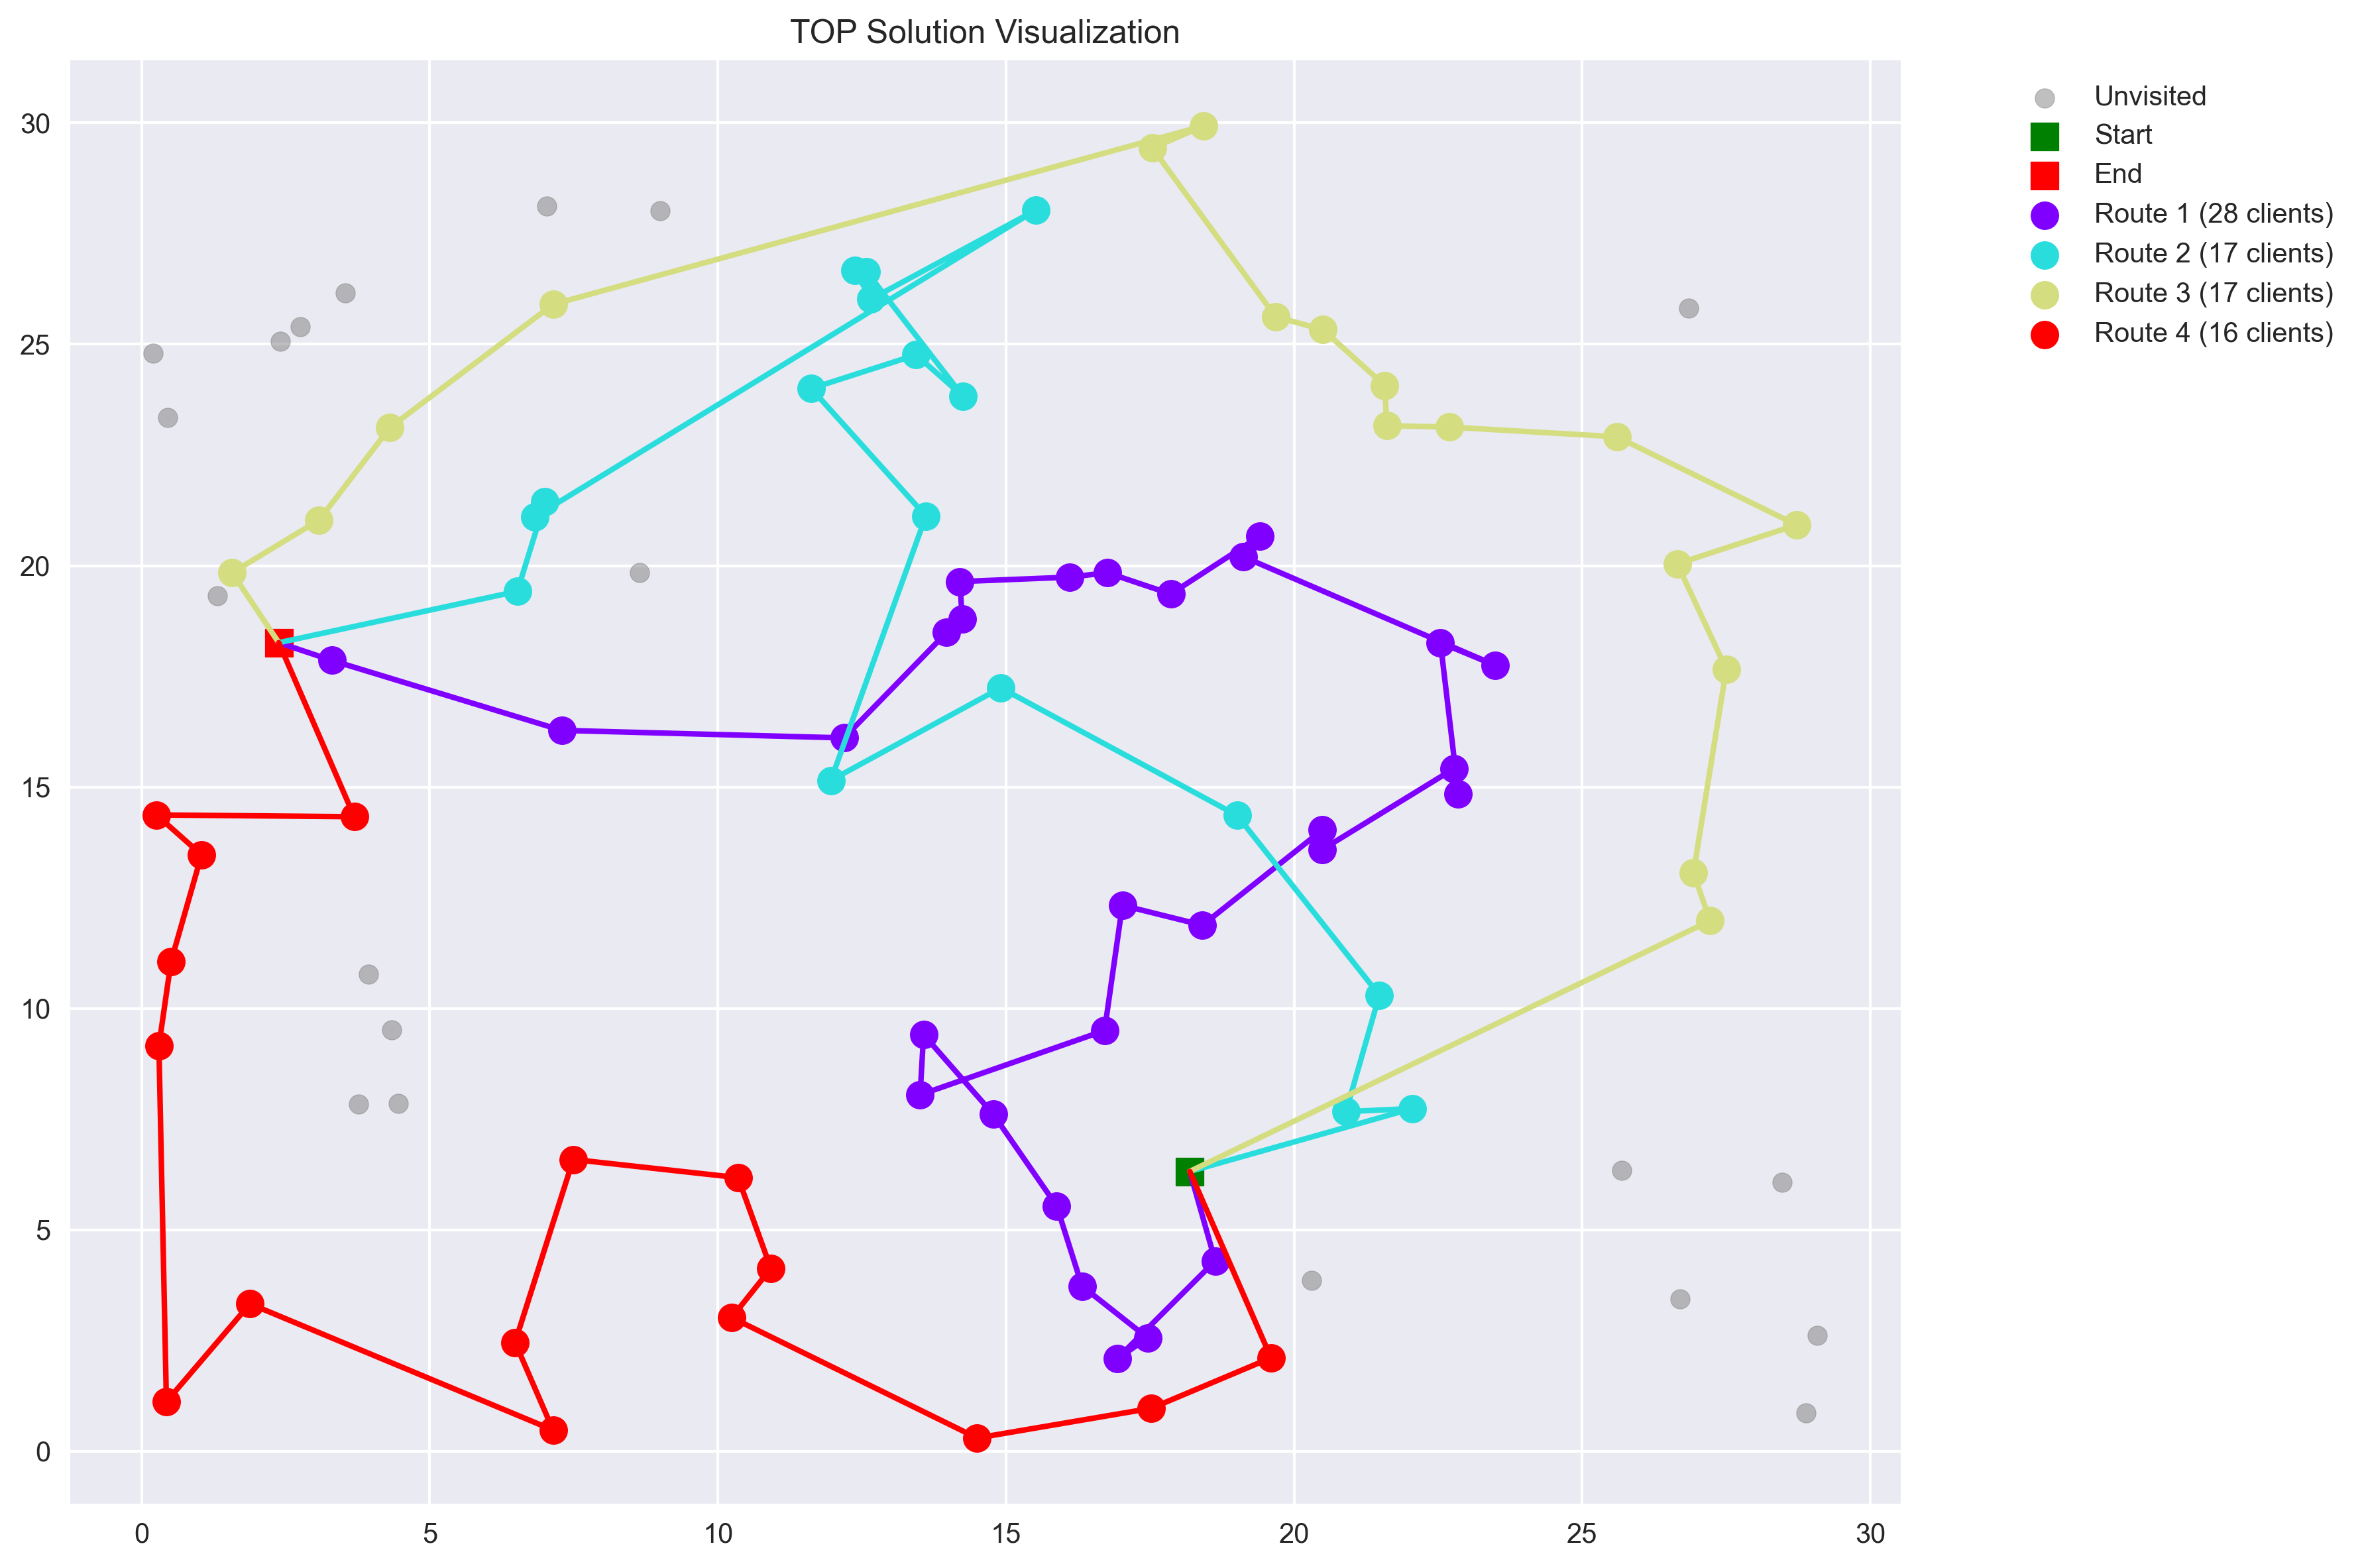 TOP Solution Visualization
30
25
20
15
10
5
0
0 5 10 15 20 25 30
Unvisited
Start
End
Route 1 (28 clients)
Route 2 (17 clients)
Route 3 (17 clients)
Route 4 (16 clients)